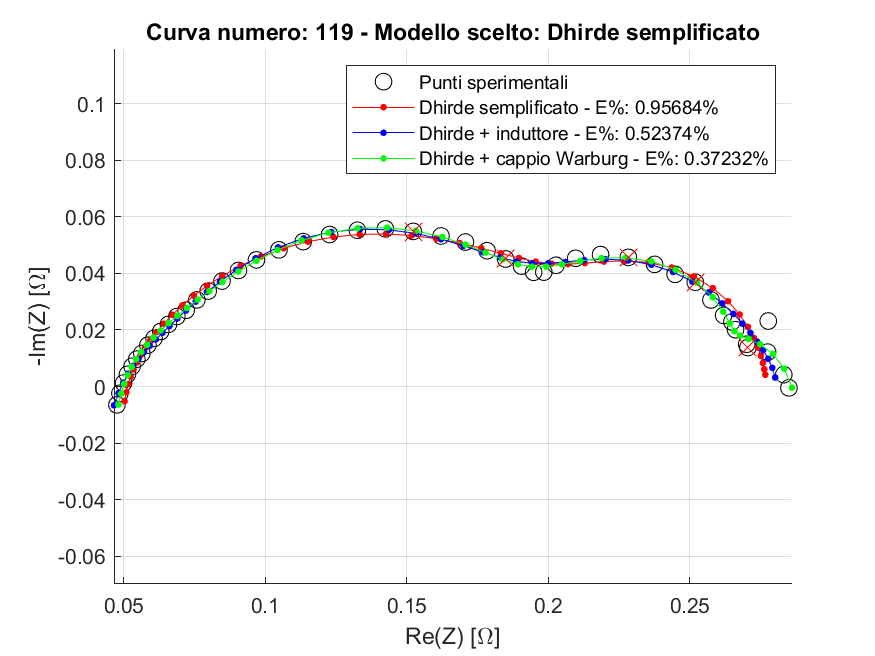 Curva numero: 119 - Modello scelto: Dhirde semplificato
Punti sperimentali
Dhirde semplificato - E%: 0.95684%
Dhirde + induttore - E%: 0.52374%
Dhirde + cappio Warburg - E%: 0.37232%
0.1
0.08
0.06
0.04
0.02
0
-0.02
-0.04
-0.06
-Im(Z) [Ω]
0.05 0.1 0.15 0.2 0.25
Re(Z) [Ω]